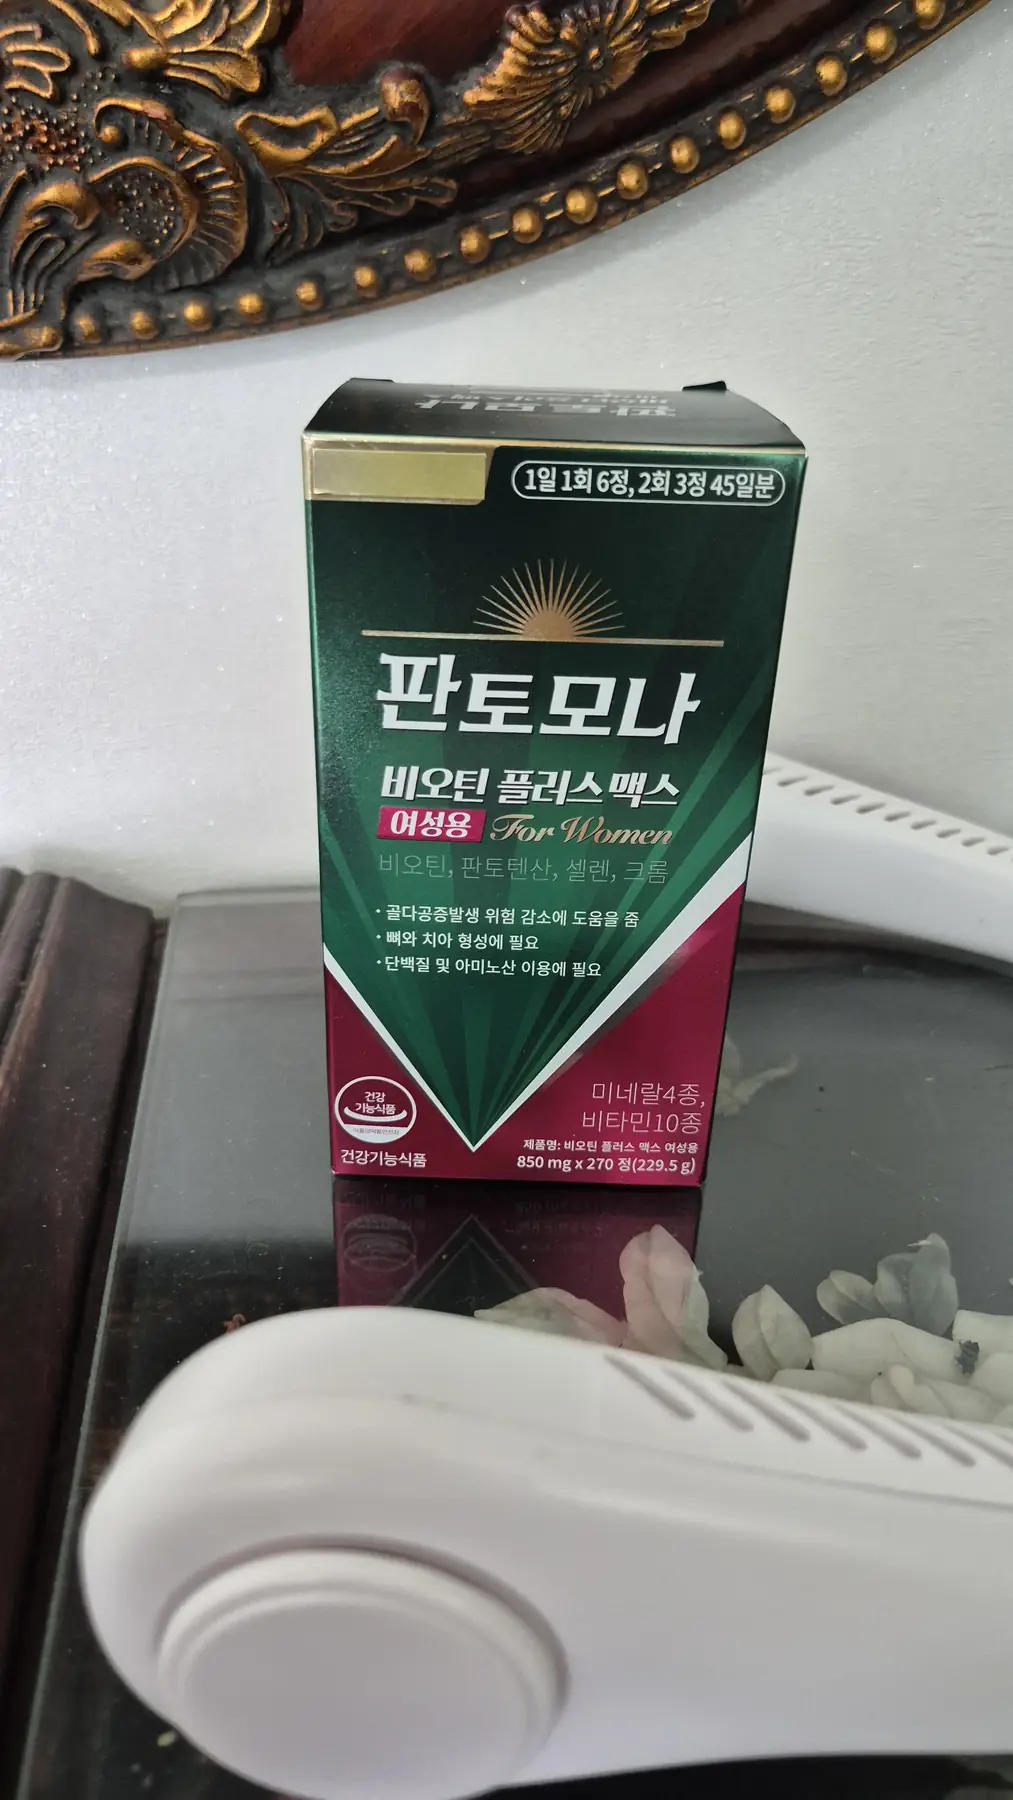 1일 1회 6정, 2회 3정 45일분
판토모나
비오틴 플러스 맥스
여성용 For Women
비오틴, 판토텐산, 셀렌, 크롬
· 골다공증발생 위험 감소에 도움을 줌
· 뼈와 치아 형성에 필요
· 단백질 및 아미노산 이용에 필요
건강
기능식품
건강기능식품
미네랄4종,
비타민10종
제품명: 비오틴 플러스 맥스 여성용
850 mg x 270 정(229.5 g)